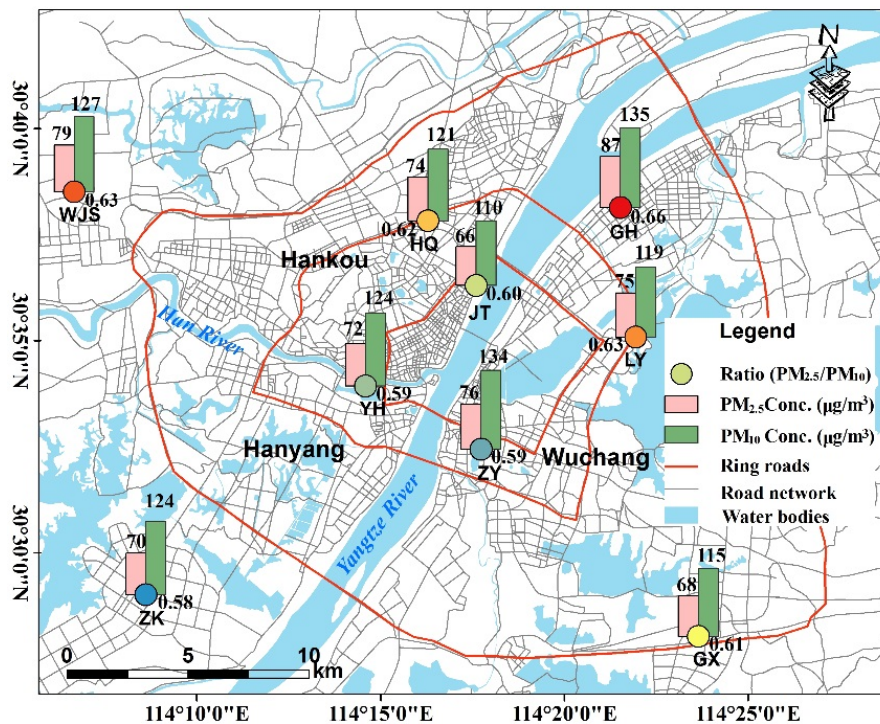 N
30°40'0"N
30°35'0"N
30°30'0"N
79
127
0.63
WJS
74
121
0.62
HQ
87
135
0.66
GH
66
110
0.60
JT
75
119
0.63
LY
72
124
0.59
YH
76
134
0.59
ZY
70
124
0.58
ZK
68
115
0.61
GX
Hankou
Han River
Hanyang
Wuchang
Yangtze River
Legend
Ratio (PM2.5/PM10)
PM2.5Conc. (μg/m³)
PM10 Conc. (μg/m³)
Ring roads
Road network
Water bodies
0 5 10
km
114°10'0"E 114°15'0"E 114°20'0"E 114°25'0"E